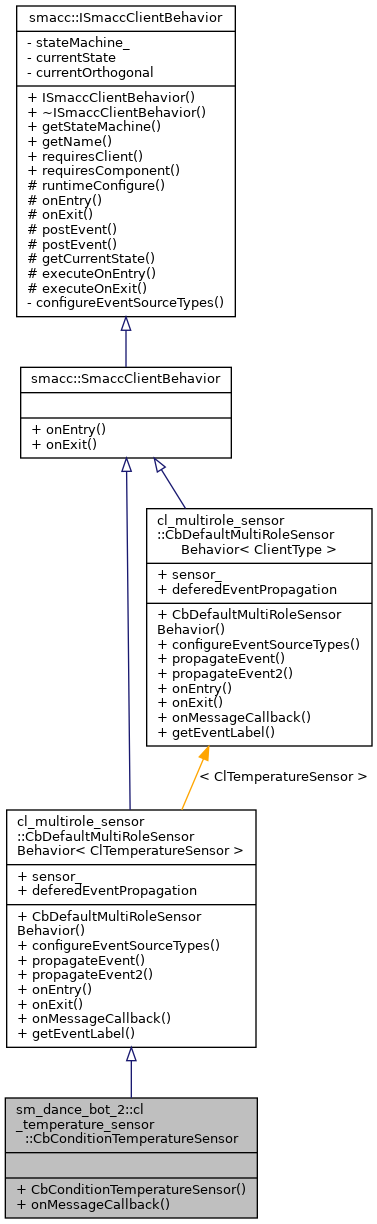 smacc::ISmaccClientBehavior
- stateMachine_
- currentState
- currentOrthogonal
+ ISmaccClientBehavior()
+ ~ISmaccClientBehavior()
+ getStateMachine()
+ getName()
+ requiresClient()
+ requiresComponent()
# runtimeConfigure()
# onEntry()
# onExit()
# postEvent()
# postEvent()
# getCurrentState()
# executeOnEntry()
# executeOnExit()
- configureEventSourceTypes()
smacc::SmaccClientBehavior
+ onEntry()
+ onExit()
cl_multirole_sensor
::CbDefaultMultiRoleSensor
Behavior< ClientType >
+ sensor_
+ deferedEventPropagation
+ CbDefaultMultiRoleSensor
Behavior()
+ configureEventSourceTypes()
+ propagateEvent()
+ propagateEvent2()
+ onEntry()
+ onExit()
+ onMessageCallback()
+ getEventLabel()
< ClTemperatureSensor >
cl_multirole_sensor
::CbDefaultMultiRoleSensor
Behavior< ClTemperatureSensor >
+ sensor_
+ deferedEventPropagation
+ CbDefaultMultiRoleSensor
Behavior()
+ configureEventSourceTypes()
+ propagateEvent()
+ propagateEvent2()
+ onEntry()
+ onExit()
+ onMessageCallback()
+ getEventLabel()
sm_dance_bot_2::cl
_temperature_sensor
::CbConditionTemperatureSensor
+ CbConditionTemperatureSensor()
+ onMessageCallback()